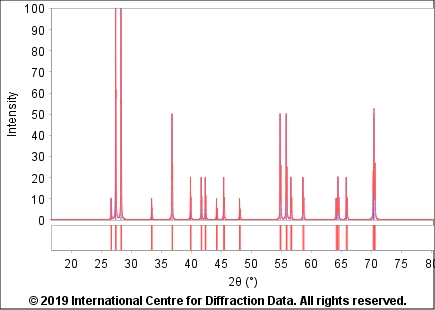 100
90
80
70
60
50
40
30
20
10
0
Intensity
20 25 30 35 40 45 50 55 60 65 70 75 80
2θ (°)
© 2019 International Centre for Diffraction Data. All rights reserved.